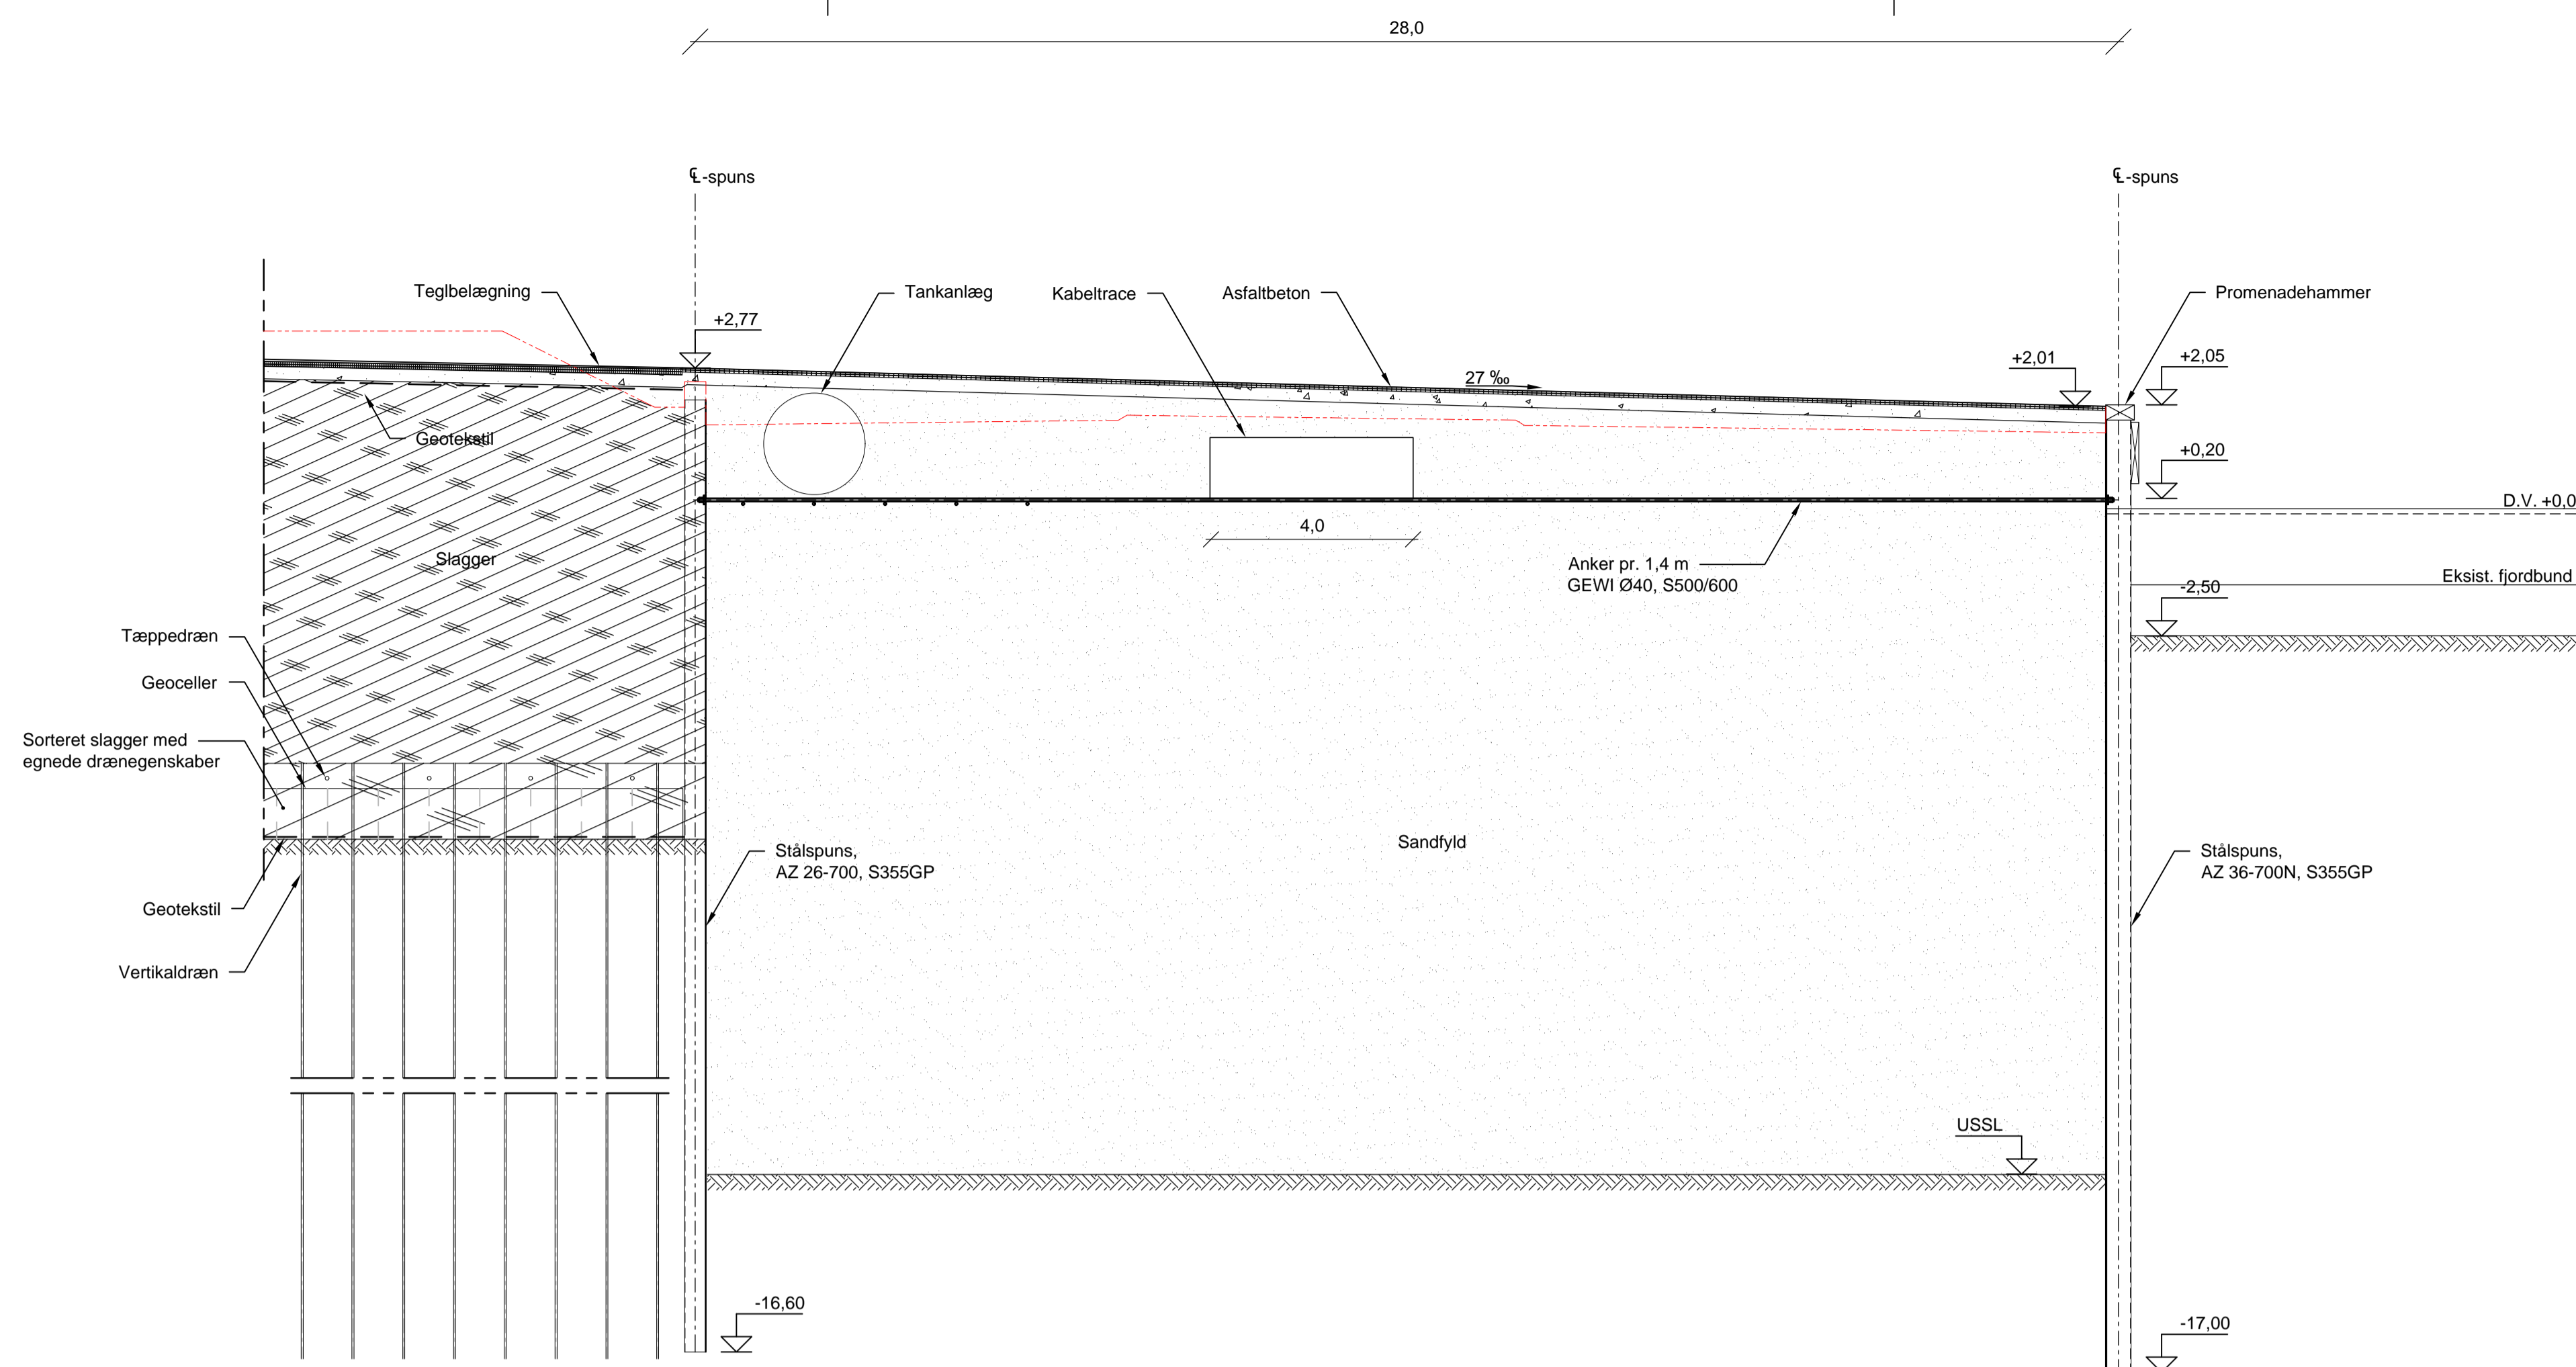 28,0
℄-spuns
℄-spuns
Teglbelægning
Tankanlæg
Kabeltrace
Asfaltbeton
Promenadehammer
+2,77
+2,01
+2,05
27 ‰
Geotekstil
+0,20
D.V. +0,0
4,0
Slagger
Anker pr. 1,4 m
GEWI Ø40, S500/600
Eksist. fjordbund
-2,50
Tæppedræn
Geoceller
Sorteret slagger med
egnede drænegenskaber
Sandfyld
Stålspuns,
AZ 26-700, S355GP
Stålspuns,
AZ 36-700N, S355GP
Geotekstil
Vertikaldræn
USSL
-16,60
-17,00